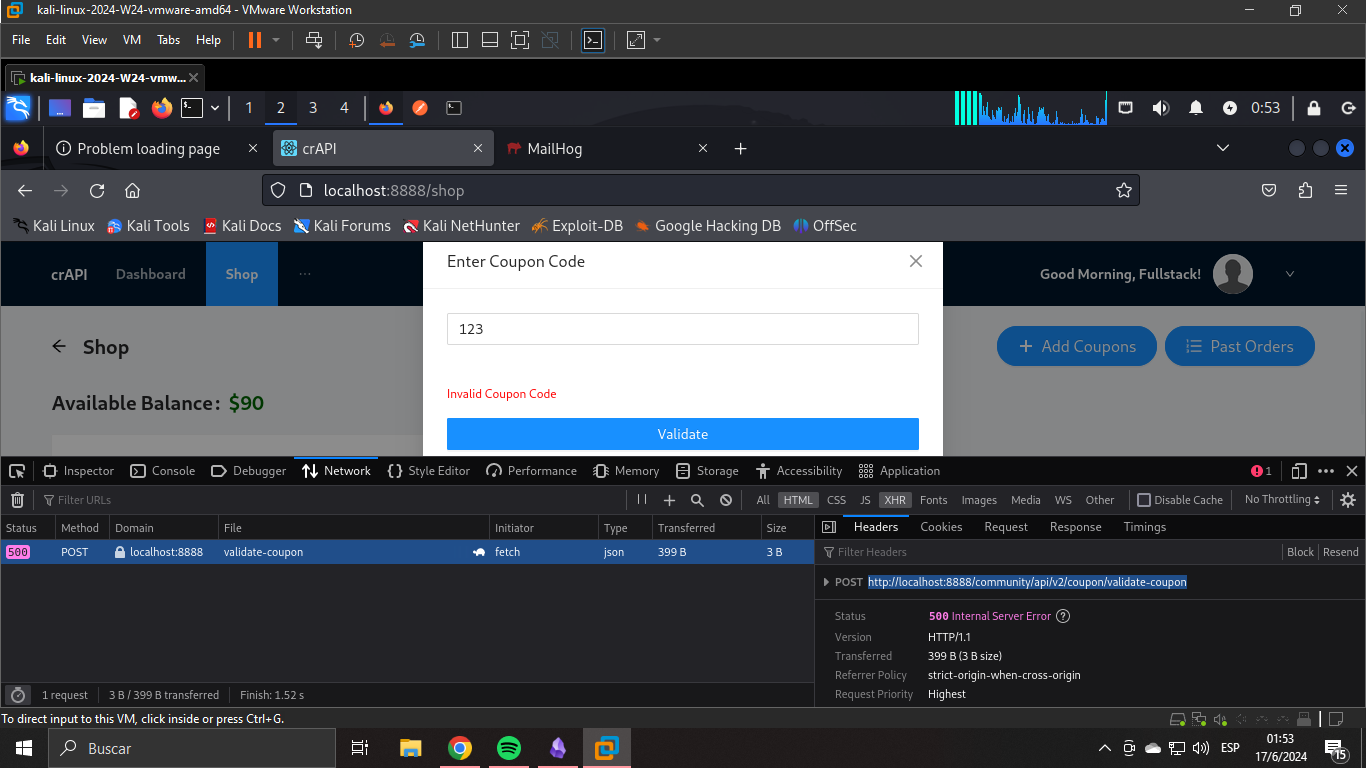 kali-linux-2024-W24-vmware-amd64 - VMware Workstation
File Edit View VM Tabs Help
kali-linux-2024-W24-vmw...
1 2 3 4 0:53
Problem loading page crAPI MailHog
localhost:8888/shop
Kali Linux Kali Tools Kali Docs Kali Forums Kali NetHunter Exploit-DB Google Hacking DB OffSec
crAPI Dashboard Shop ··· Good Morning, Fullstack!
Enter Coupon Code
123
Shop Add Coupons Past Orders
Invalid Coupon Code
Available Balance: $90
Validate
Inspector Console Debugger Network Style Editor Performance Memory Storage Accessibility Application 1
Filter URLs All HTML CSS JS XHR Fonts Images Media WS Other Disable Cache No Throttling
Status Method Domain File Initiator Type Transferred Size Headers Cookies Request Response Timings
500 POST localhost:8888 validate-coupon fetch json 399 B 3 B
Filter Headers Block Resend
POST http://localhost:8888/community/api/v2/coupon/validate-coupon
Status 500 Internal Server Error ?
Version HTTP/1.1
Transferred 399 B (3 B size)
Referrer Policy strict-origin-when-cross-origin
Request Priority Highest
1 request 3 B / 399 B transferred Finish: 1.52 s
To direct input to this VM, click inside or press Ctrl+G.
Buscar ESP 01:53
17/6/2024 15